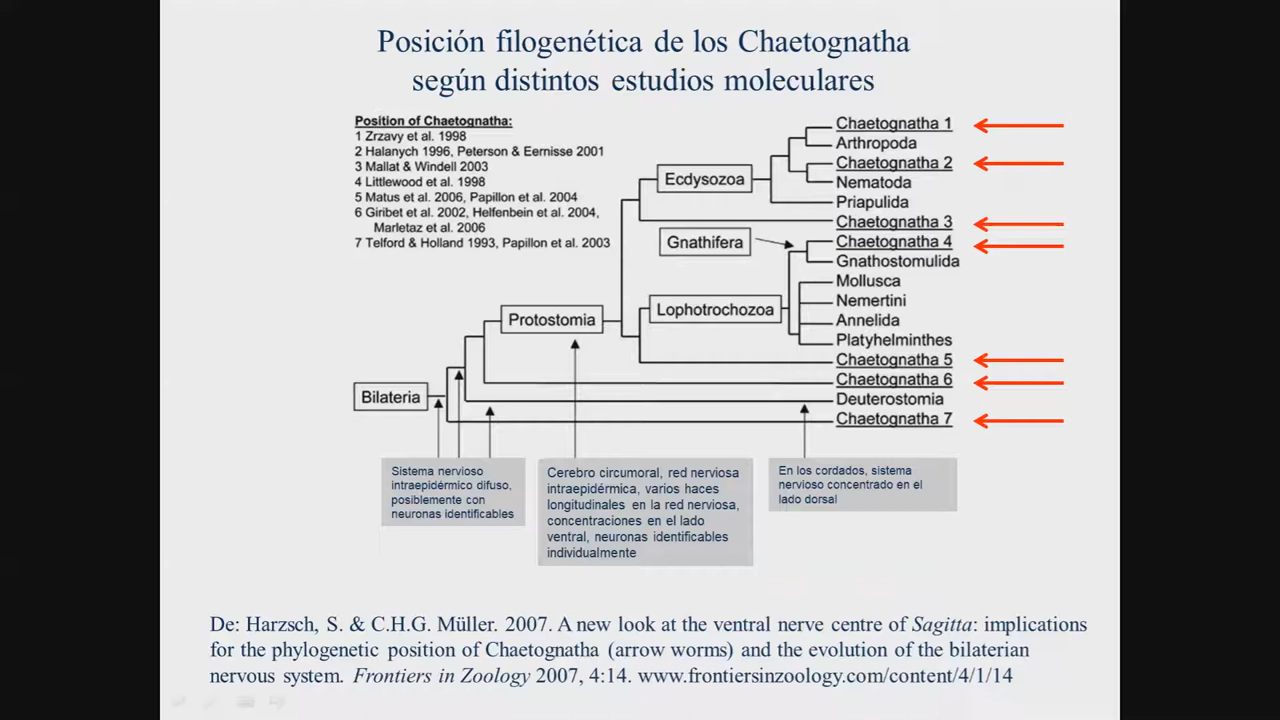 Posición filogenética de los Chaetognatha
según distintos estudios moleculares
Position of Chaetognatha:
1 Zrzavy et al. 1998
2 Halanych 1996, Peterson & Eernisse 2001
3 Mallat & Windell 2003
4 Littlewood et al. 1998
5 Matus et al. 2006, Papillon et al. 2004
6 Giribet et al. 2002, Helfenbein et al. 2004,
Marletaz et al. 2006
7 Telford & Holland 1993, Papillon et al. 2003
Chaetognatha 1
Arthropoda
Chaetognatha 2
Nematoda
Priapulida
Chaetognatha 3
Chaetognatha 4
Gnathostomulida
Mollusca
Nemertini
Annelida
Platyhelminthes
Chaetognatha 5
Chaetognatha 6
Deuterostomia
Chaetognatha 7
Ecdysozoa
Gnathifera
Lophotrochozoa
Protostomia
Bilateria
Sistema nervioso
intraepidérmico difuso,
posiblemente con
neuronas identificables
Cerebro circumoral, red nerviosa
intraepidérmica, varios haces
longitudinales en la red nerviosa,
concentraciones en el lado
ventral, neuronas identificables
individualmente
En los cordados, sistema
nervioso concentrado en el
lado dorsal
De: Harzsch, S. & C.H.G. Müller. 2007. A new look at the ventral nerve centre of Sagitta: implications
for the phylogenetic position of Chaetognatha (arrow worms) and the evolution of the bilaterian
nervous system. Frontiers in Zoology 2007, 4:14. www.frontiersinzoology.com/content/4/1/14